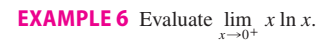 EXAMPLE 6 Evaluate lim x ln x.
x→0⁺